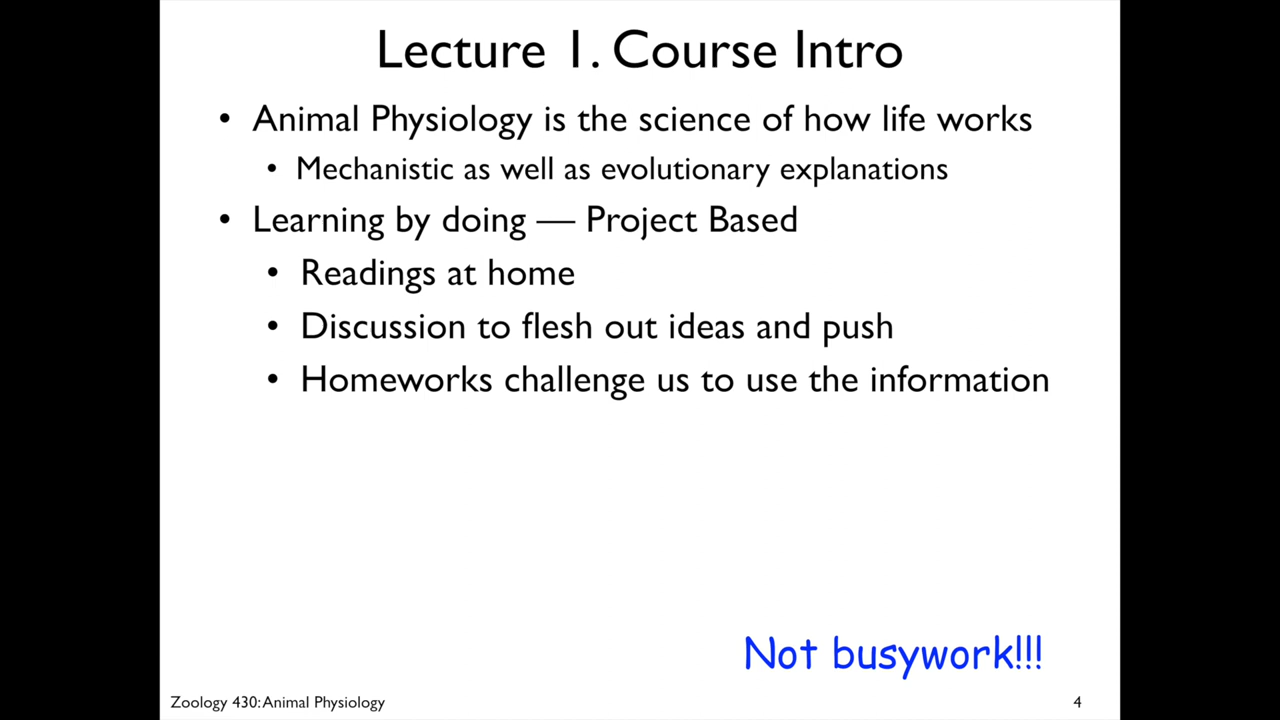 Lecture 1. Course Intro
• Animal Physiology is the science of how life works
• Mechanistic as well as evolutionary explanations
• Learning by doing — Project Based
• Readings at home
• Discussion to flesh out ideas and push
• Homeworks challenge us to use the information
Not busywork!!!
Zoology 430: Animal Physiology
4